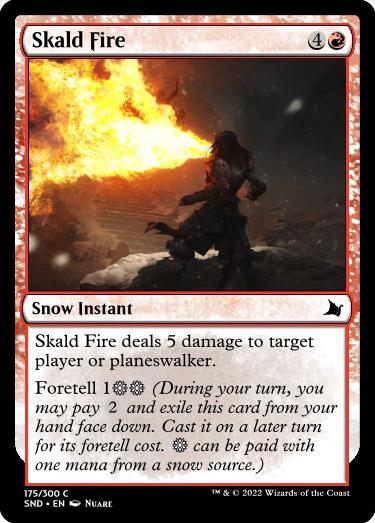 Skald Fire 4
Snow Instant
Skald Fire deals 5 damage to target
player or planeswalker.
Foretell 1 (During your turn, you
may pay 2 and exile this card from your
hand face down. Cast it on a later turn
for its foretell cost. can be paid with
one mana from a snow source.)
175/300 C
SND • EN Nuare ™ & © 2022 Wizards of the Coast